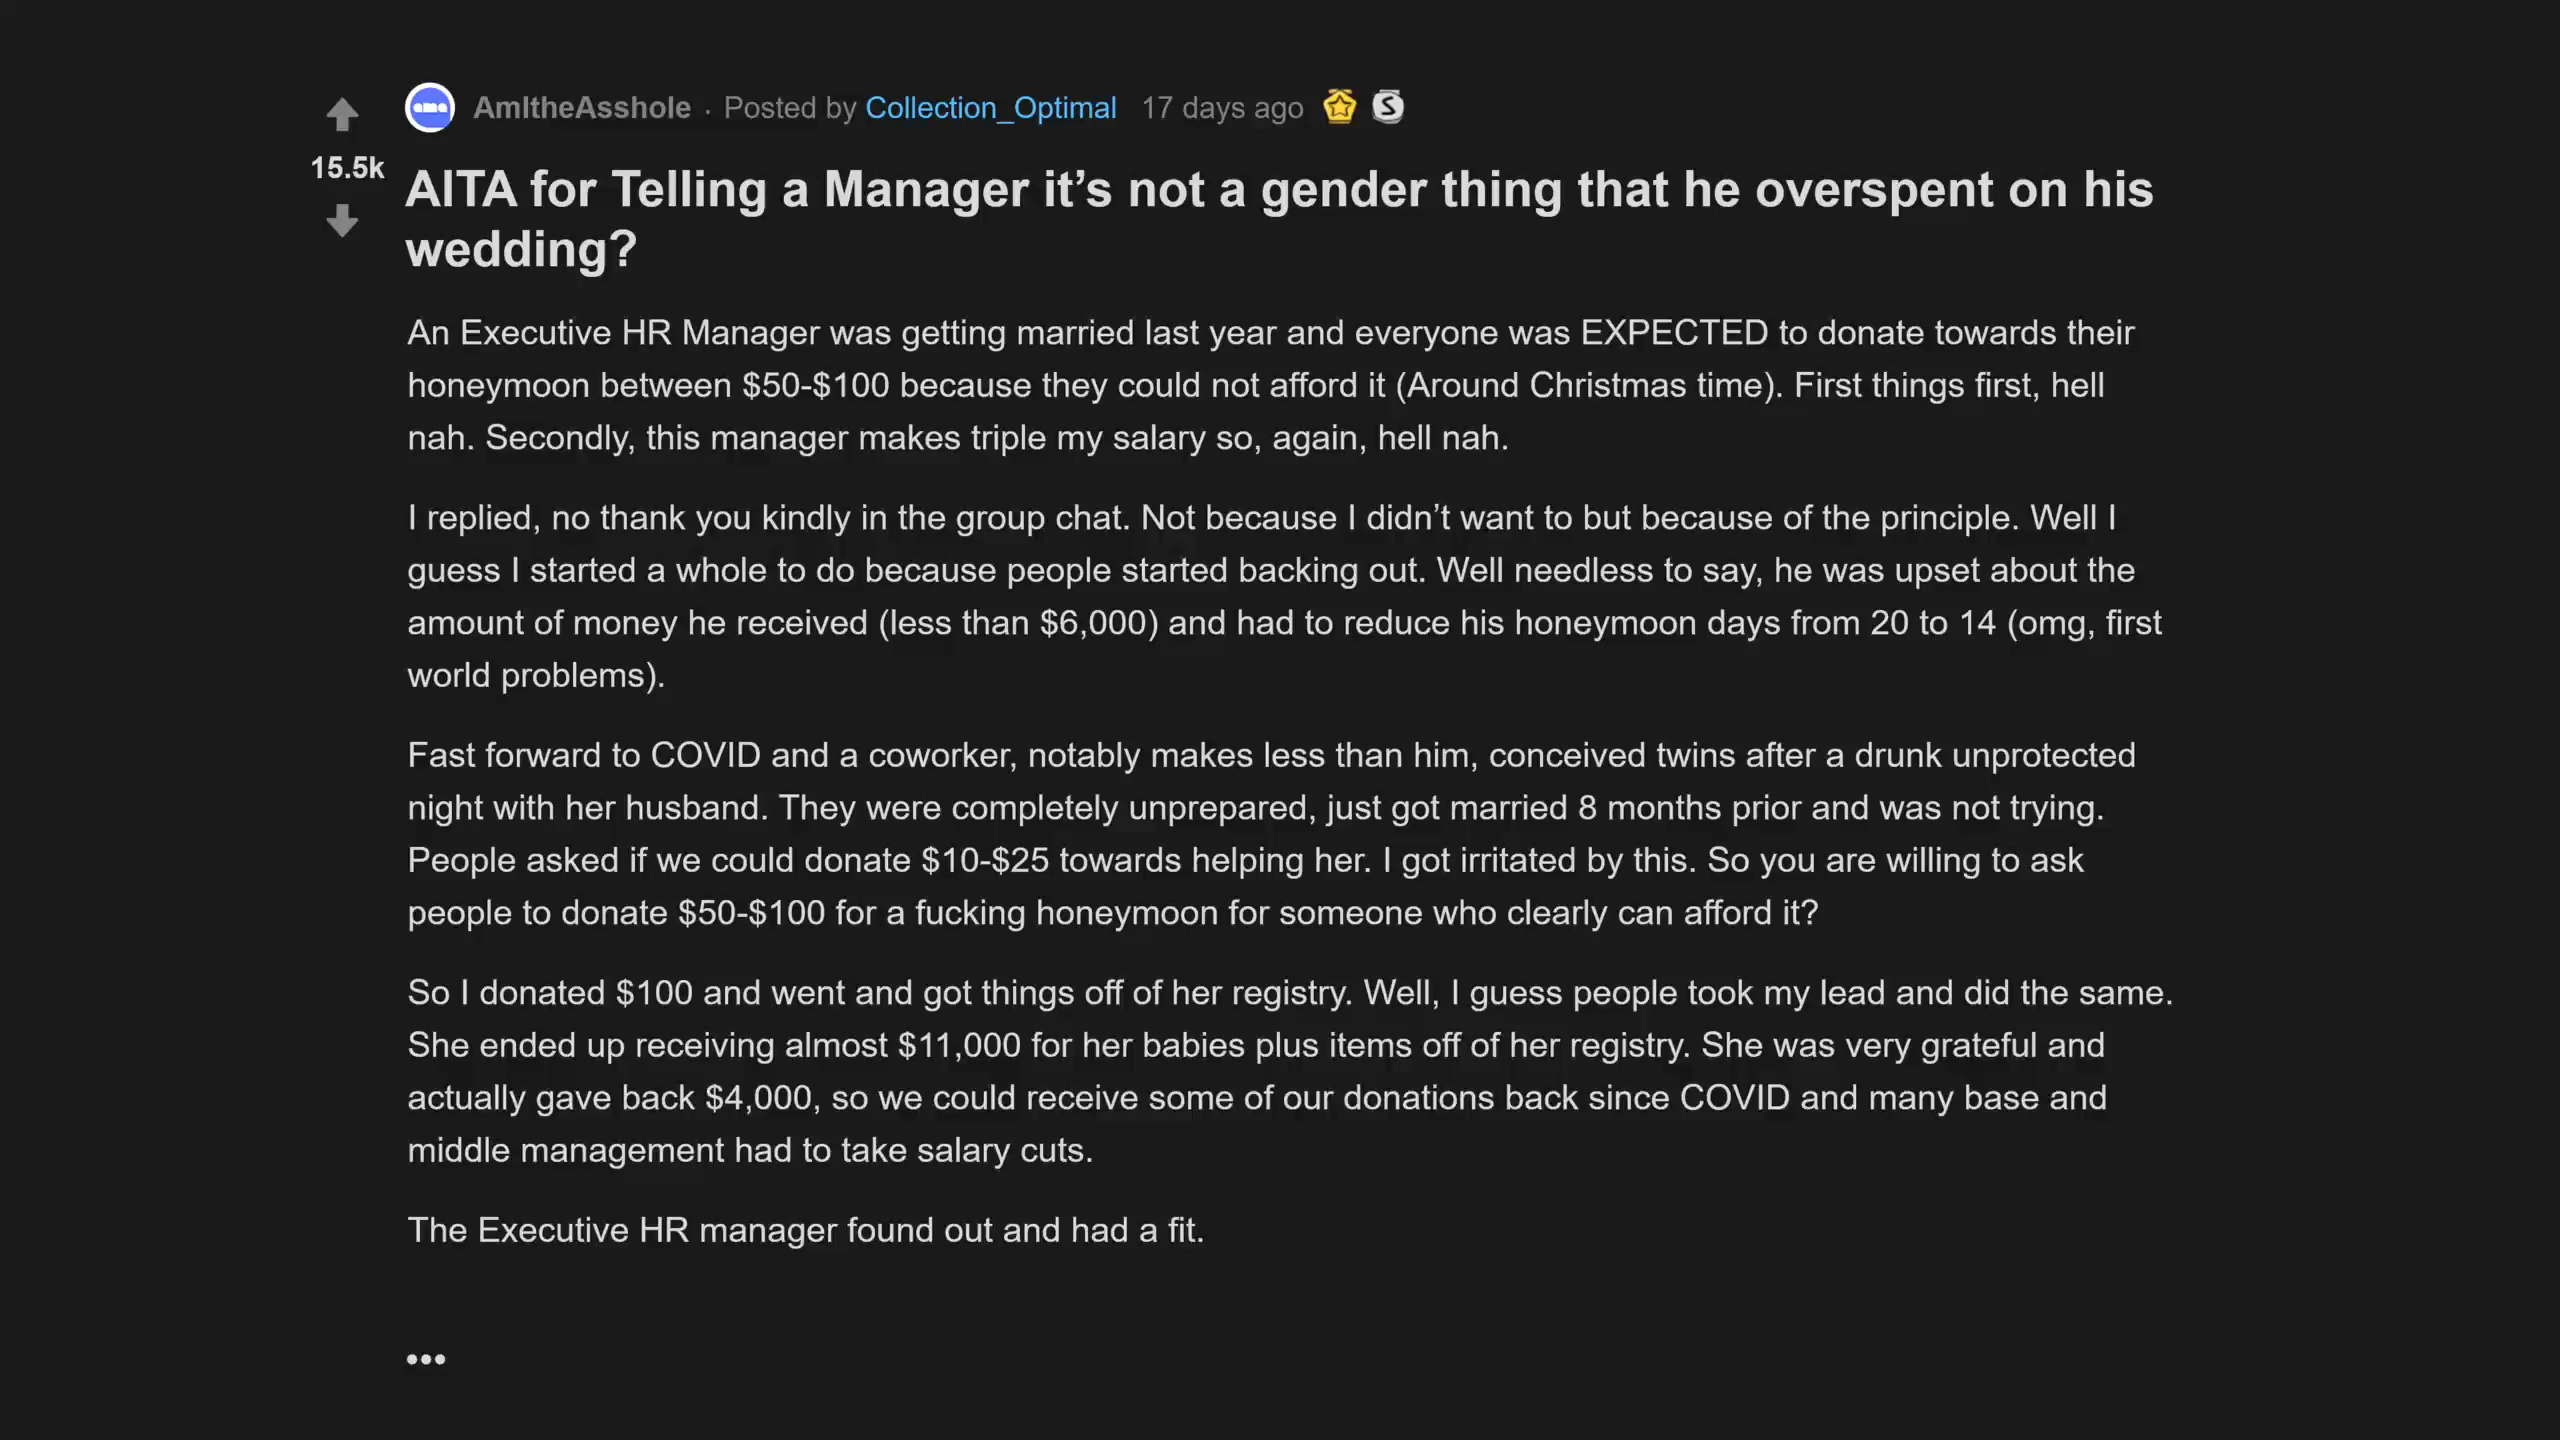 AmItheAsshole · Posted by Collection_Optimal 17 days ago
15.5k
AITA for Telling a Manager it’s not a gender thing that he overspent on his
wedding?
An Executive HR Manager was getting married last year and everyone was EXPECTED to donate towards their
honeymoon between $50-$100 because they could not afford it (Around Christmas time). First things first, hell
nah. Secondly, this manager makes triple my salary so, again, hell nah.
I replied, no thank you kindly in the group chat. Not because I didn’t want to but because of the principle. Well I
guess I started a whole to do because people started backing out. Well needless to say, he was upset about the
amount of money he received (less than $6,000) and had to reduce his honeymoon days from 20 to 14 (omg, first
world problems).
Fast forward to COVID and a coworker, notably makes less than him, conceived twins after a drunk unprotected
night with her husband. They were completely unprepared, just got married 8 months prior and was not trying.
People asked if we could donate $10-$25 towards helping her. I got irritated by this. So you are willing to ask
people to donate $50-$100 for a fucking honeymoon for someone who clearly can afford it?
So I donated $100 and went and got things off of her registry. Well, I guess people took my lead and did the same.
She ended up receiving almost $11,000 for her babies plus items off of her registry. She was very grateful and
actually gave back $4,000, so we could receive some of our donations back since COVID and many base and
middle management had to take salary cuts.
The Executive HR manager found out and had a fit.
•••